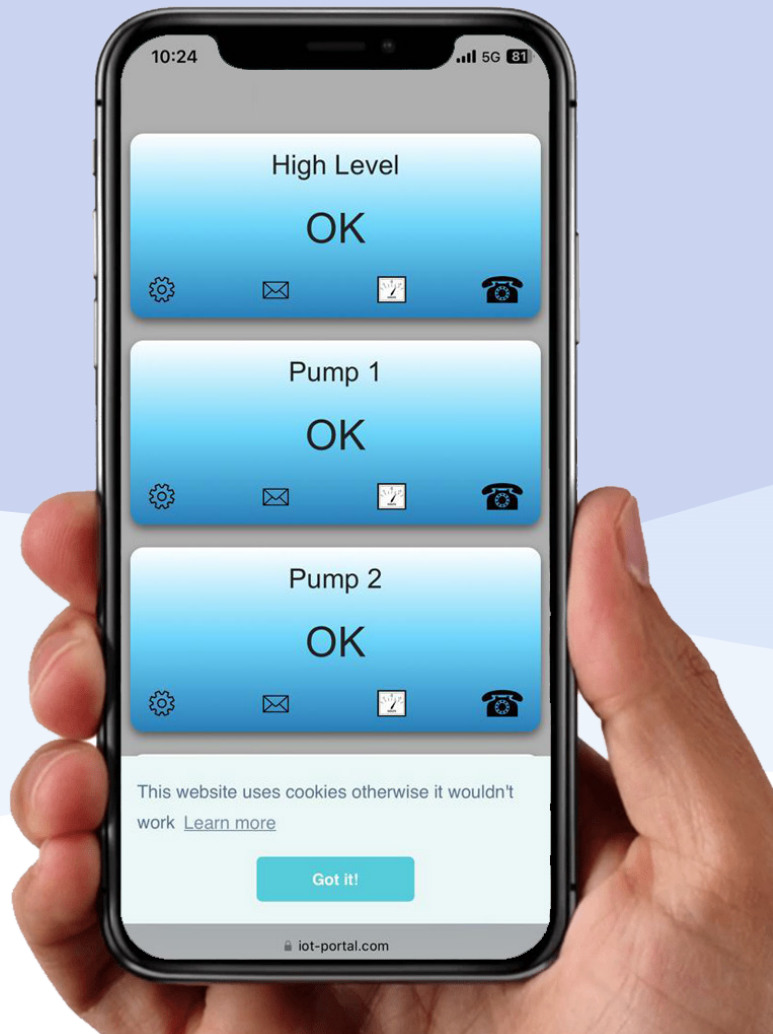 10:24
5G 81
High Level
OK
Pump 1
OK
Pump 2
OK
This website uses cookies otherwise it wouldn't
work Learn more
Got it!
iot-portal.com